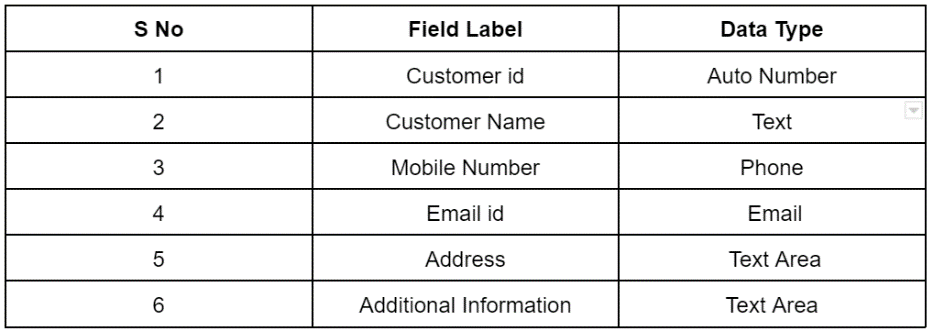 S No Field Label Data Type
1 Customer id Auto Number
2 Customer Name Text
3 Mobile Number Phone
4 Email id Email
5 Address Text Area
6 Additional Information Text Area